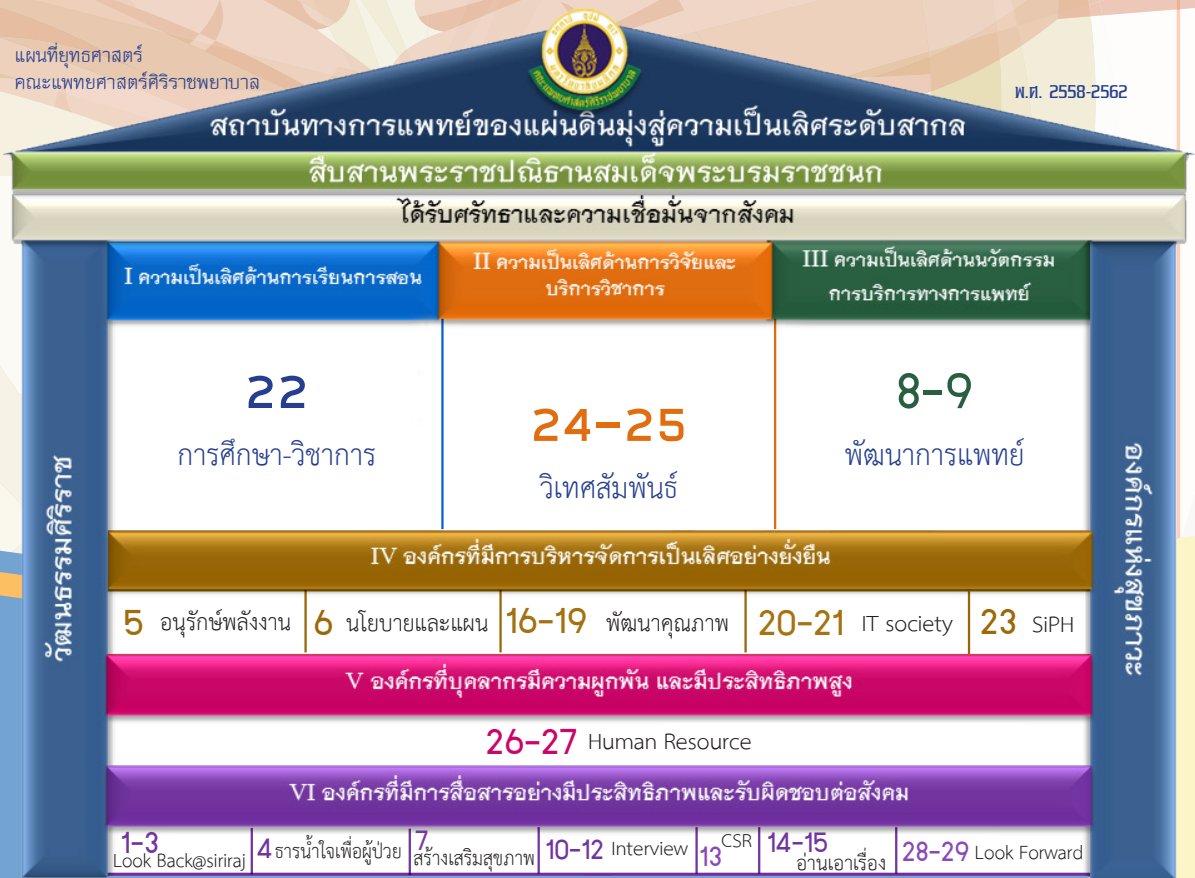 แผนที่ยุทธศาสตร์
คณะแพทยศาสตร์ศิริราชพยาบาล
พ.ศ. 2558-2562
สถาบันทางการแพทย์ของแผ่นดินมุ่งสู่ความเป็นเลิศระดับสากล
สืบสานพระราชปณิธานสมเด็จพระบรมราชชนก
ได้รับศรัทธาและความเชื่อมั่นจากสังคม
วัฒนธรรมศิริราช
I ความเป็นเลิศด้านการเรียนการสอน
II ความเป็นเลิศด้านการวิจัยและ
บริการวิชาการ
III ความเป็นเลิศด้านนวัตกรรม
การบริการทางการแพทย์
22
การศึกษา-วิชาการ
24-25
วิเทศสัมพันธ์
8-9
พัฒนาการแพทย์
องค์กรแห่งสุขภาวะ
IV องค์กรที่มีการบริหารจัดการเป็นเลิศอย่างยั่งยืน
5 อนุรักษ์พลังงาน
6 นโยบายและแผน
16-19 พัฒนาคุณภาพ
20-21 IT society
23 SiPH
V องค์กรที่บุคลากรมีความผูกพัน และมีประสิทธิภาพสูง
26-27 Human Resource
VI องค์กรที่มีการสื่อสารอย่างมีประสิทธิภาพและรับผิดชอบต่อสังคม
1-3
Look Back@siriraj
4 ธารน้ำใจเพื่อผู้ป่วย
7
สร้างเสริมสุขภาพ
10-12 Interview
13 CSR
14-15
อ่านเอาเรื่อง
28-29 Look Forward